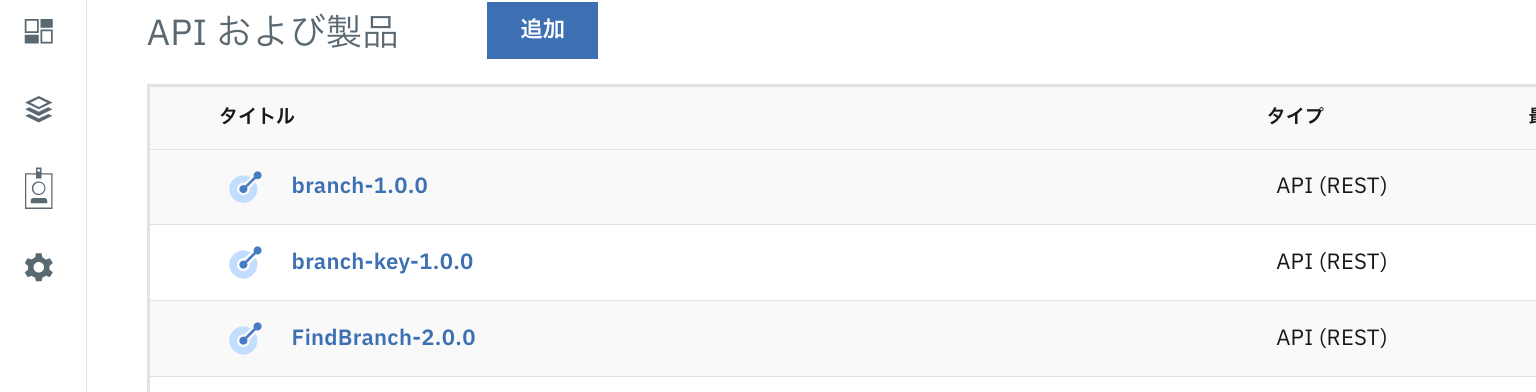 API および製品
追加
タイトル
タイプ
branch-1.0.0
API (REST)
branch-key-1.0.0
API (REST)
FindBranch-2.0.0
API (REST)